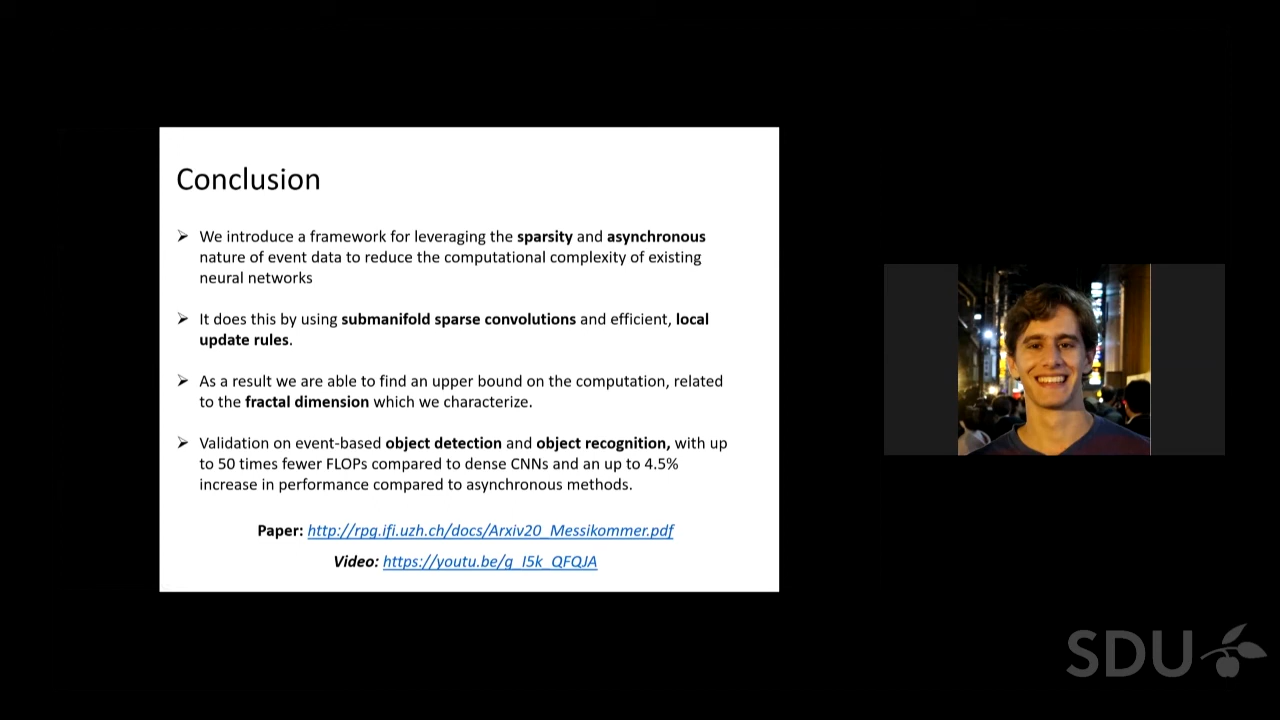 Conclusion
We introduce a framework for leveraging the sparsity and asynchronous
nature of event data to reduce the computational complexity of existing
neural networks
It does this by using submanifold sparse convolutions and efficient, local
update rules.
As a result we are able to find an upper bound on the computation, related
to the fractal dimension which we characterize.
Validation on event-based object detection and object recognition, with up
to 50 times fewer FLOPs compared to dense CNNs and an up to 4.5%
increase in performance compared to asynchronous methods.
Paper: http://rpg.ifi.uzh.ch/docs/Arxiv20_Messikommer.pdf
Video: https://youtu.be/g_I5k_QFQJA
SDU